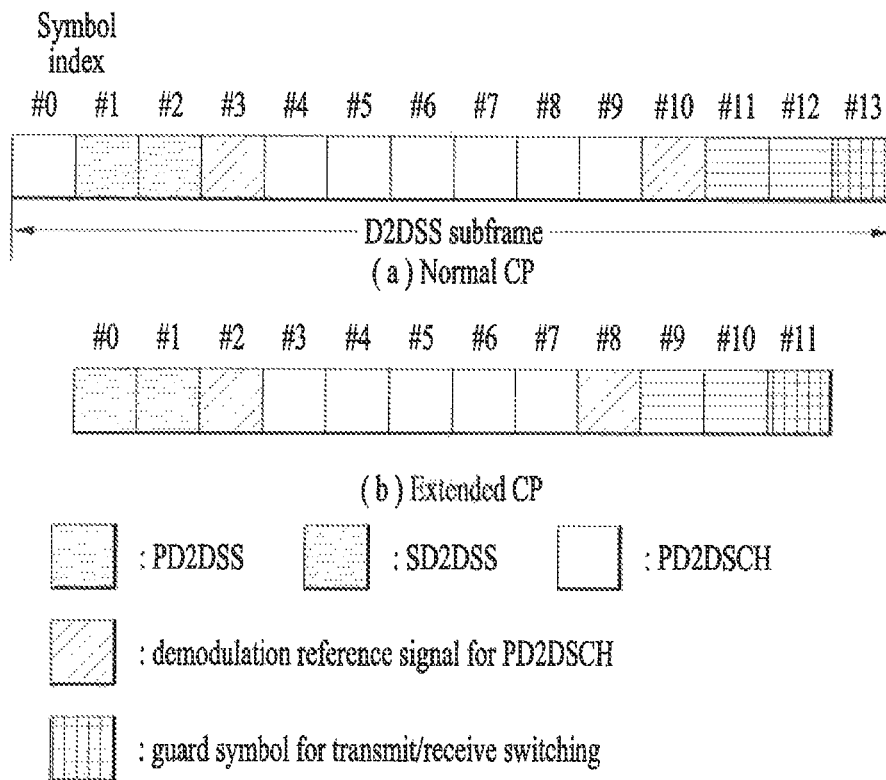 Symbol
index
#0 #1 #2 #3 #4 #5 #6 #7 #8 #9 #10 #11 #12 #13
D2DSS subframe
( a ) Normal CP
#0 #1 #2 #3 #4 #5 #6 #7 #8 #9 #10 #11
( b ) Extended CP
: PD2DSS : SD2DSS : PD2DSCH
: demodulation reference signal for PD2DSCH
: guard symbol for transmit/receive switching